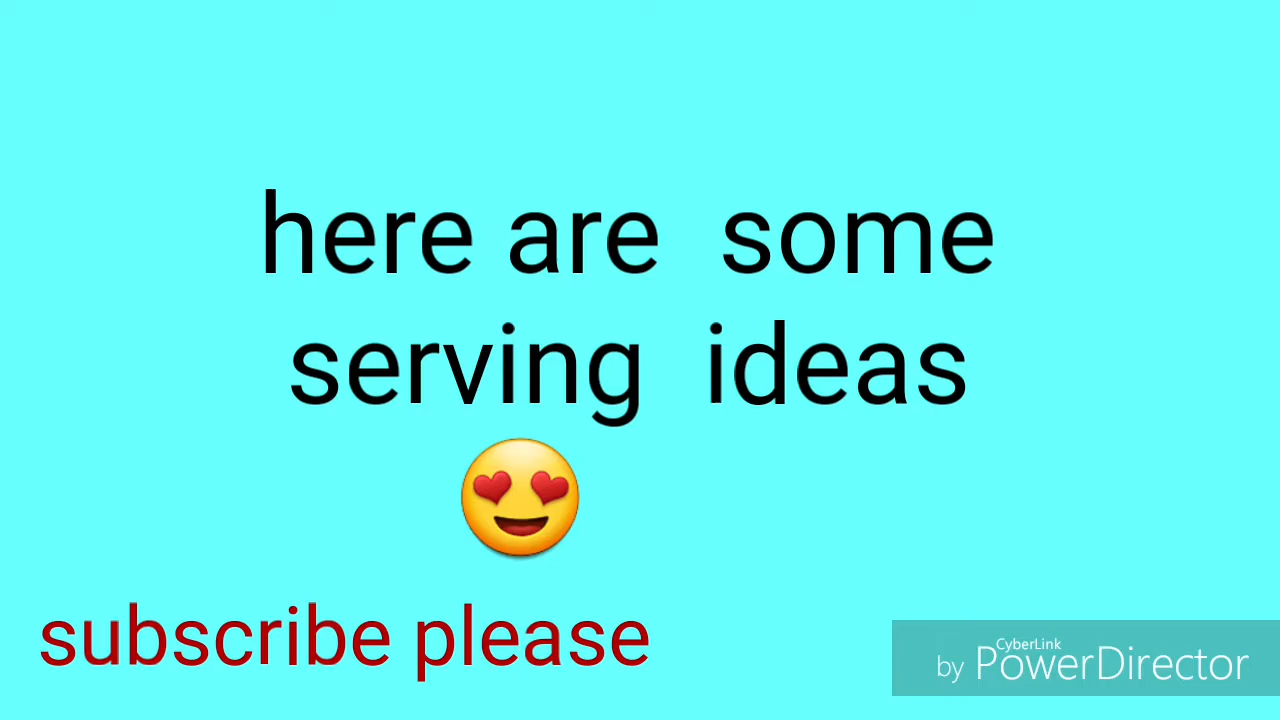 here are  some
serving  ideas
😍
subscribe please
CyberLink
by PowerDirector